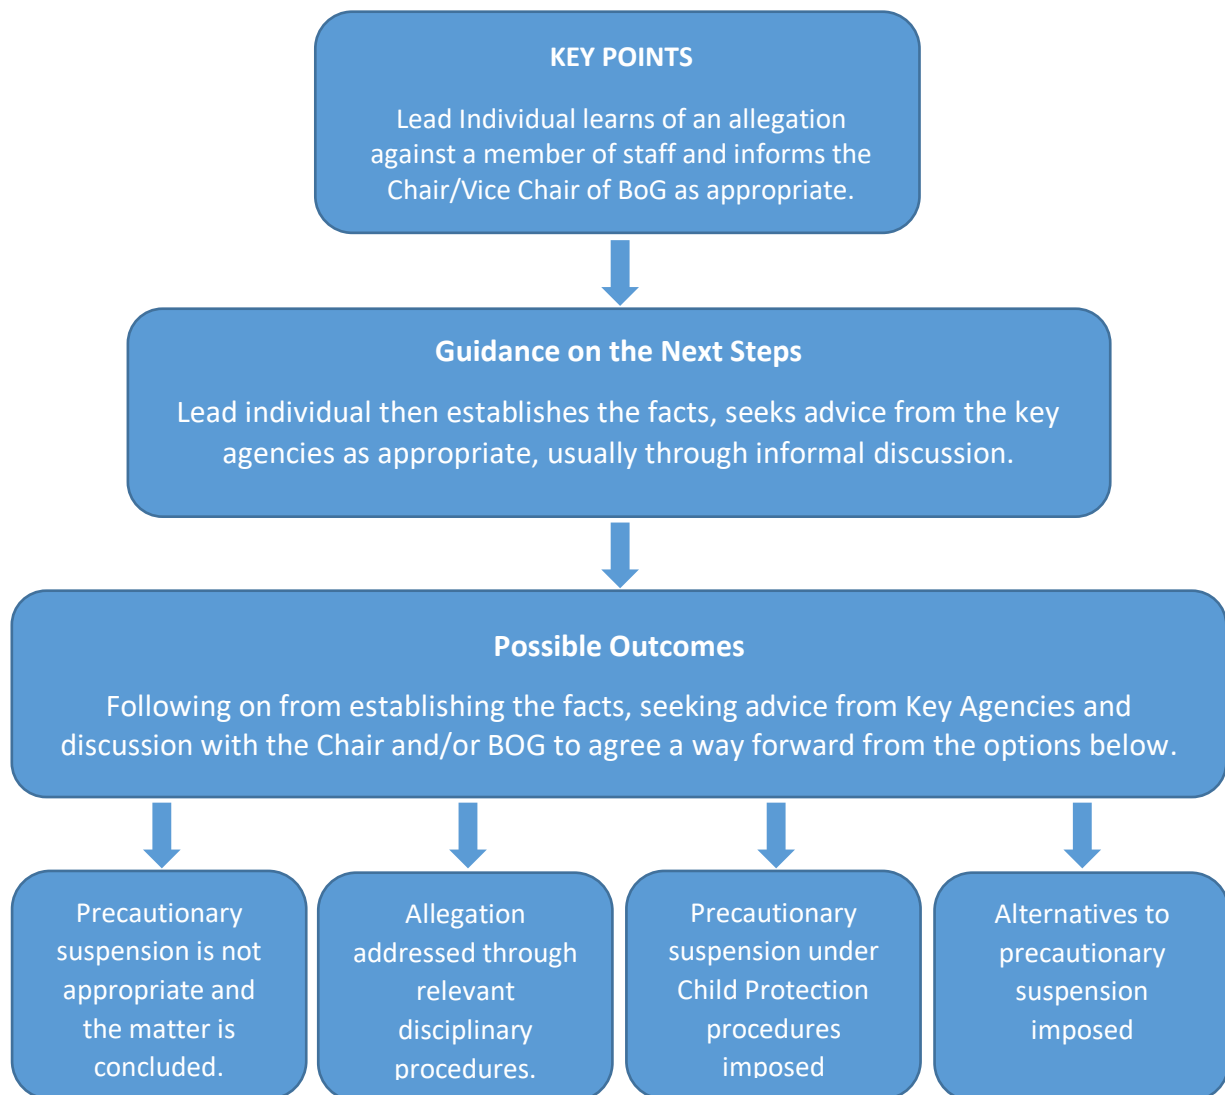 KEY POINTS
Lead Individual learns of an allegation
against a member of staff and informs the
Chair/Vice Chair of BoG as appropriate.
Guidance on the Next Steps
Lead individual then establishes the facts, seeks advice from the key
agencies as appropriate, usually through informal discussion.
Possible Outcomes
Following on from establishing the facts, seeking advice from Key Agencies and
discussion with the Chair and/or BOG to agree a way forward from the options below.
Precautionary
suspension is not
appropriate and
the matter is
concluded.
Allegation
addressed through
relevant
disciplinary
procedures.
Precautionary
suspension under
Child Protection
procedures
imposed
Alternatives to
precautionary
suspension
imposed